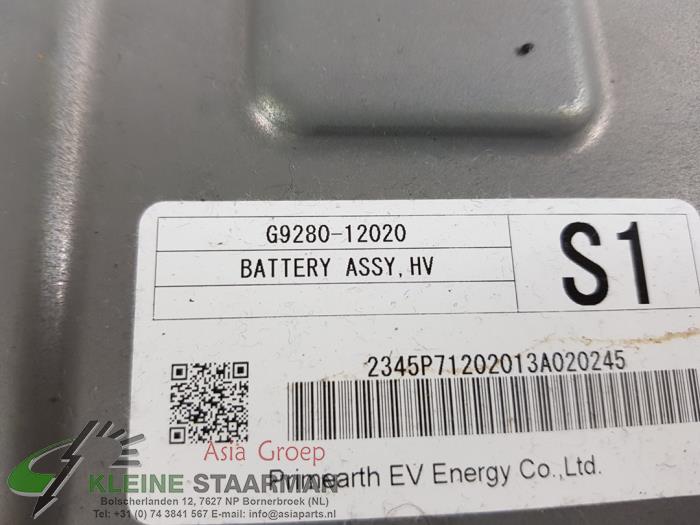 G9280-12020
BATTERY ASSY,HV
S1
2345P71202013A020245
Asia Groep
Primearth EV Energy Co.,Ltd.
KLEINE STAARMAN
Bolscherlanden 12, 7627 NP Bornerbroek (NL)
Tel: +31 (0) 74 3841 567 E-mail: info@asiaparts.nl